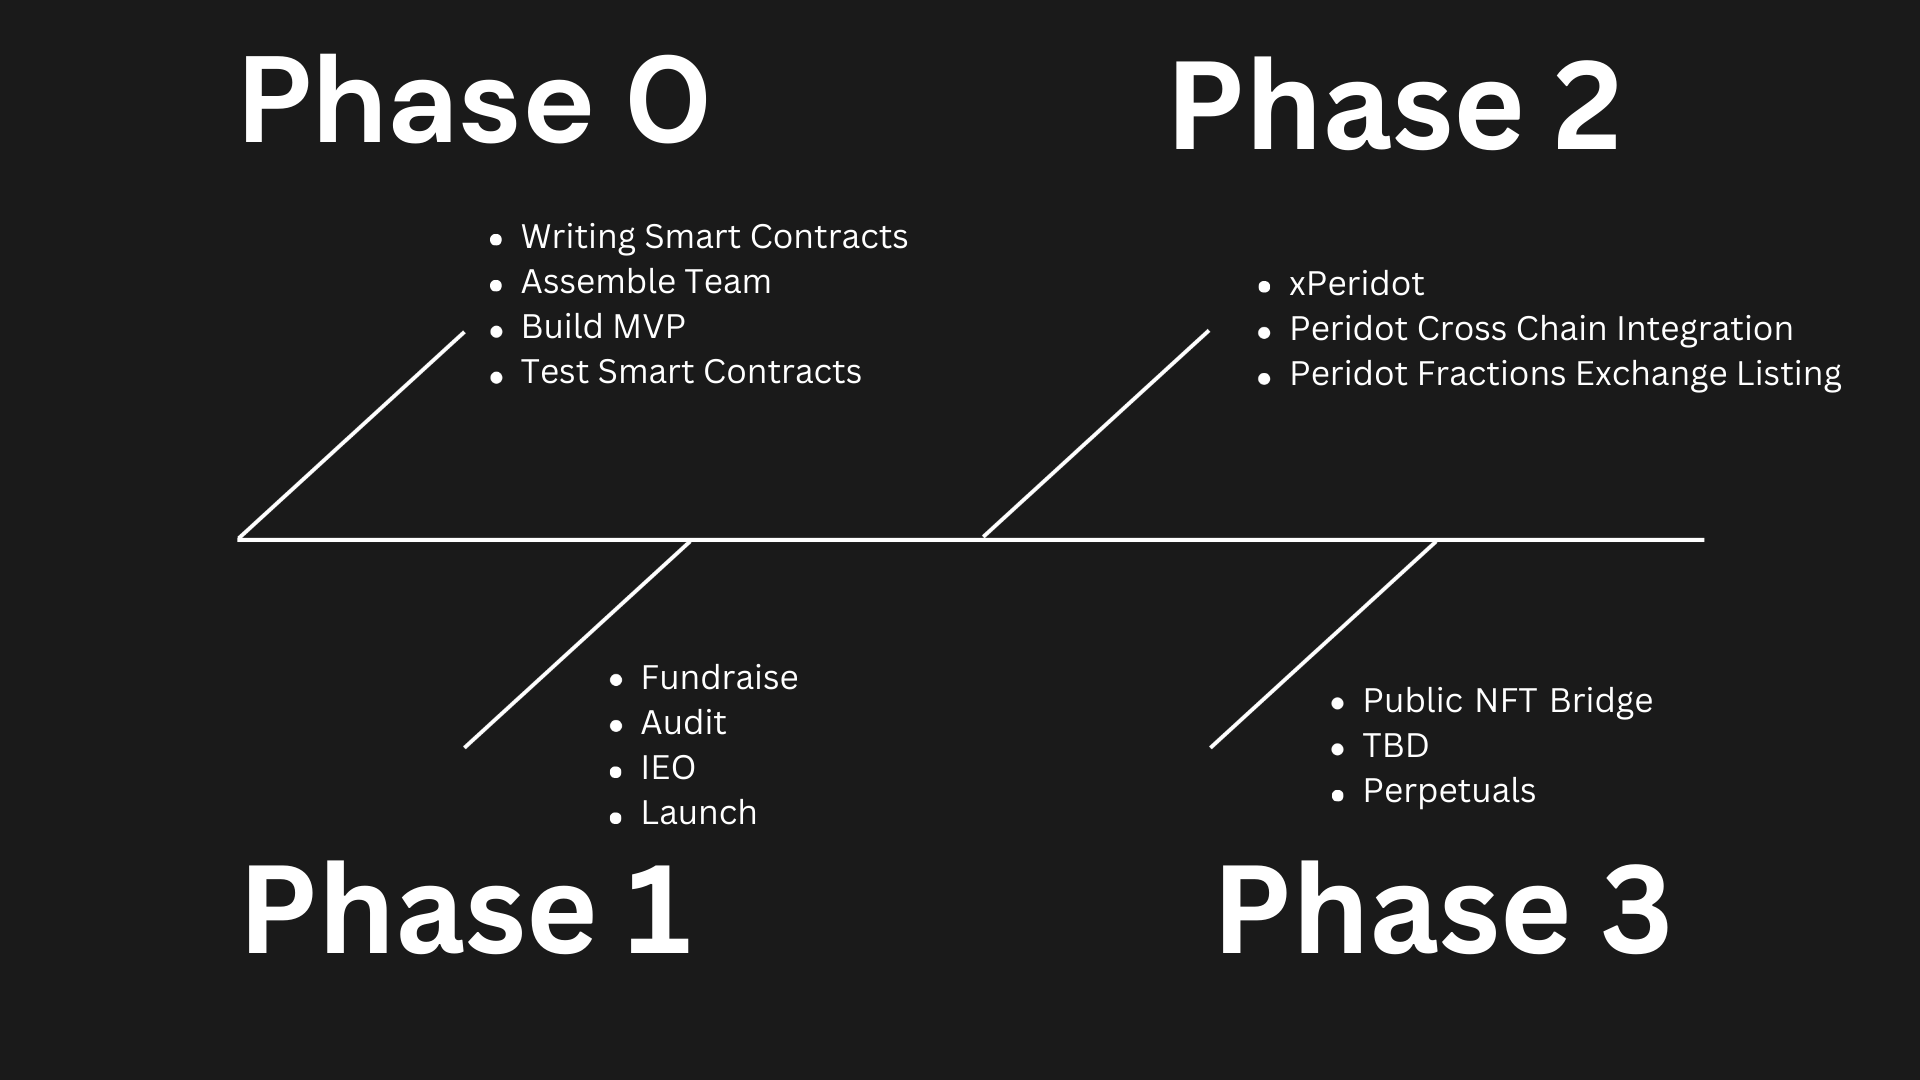 Phase 0
• Writing Smart Contracts
• Assemble Team
• Build MVP
• Test Smart Contracts
Phase 2
• xPeridot
• Peridot Cross Chain Integration
• Peridot Fractions Exchange Listing
• Fundraise
• Audit
• IEO
• Launch
Phase 1
• Public NFT Bridge
• TBD
• Perpetuals
Phase 3